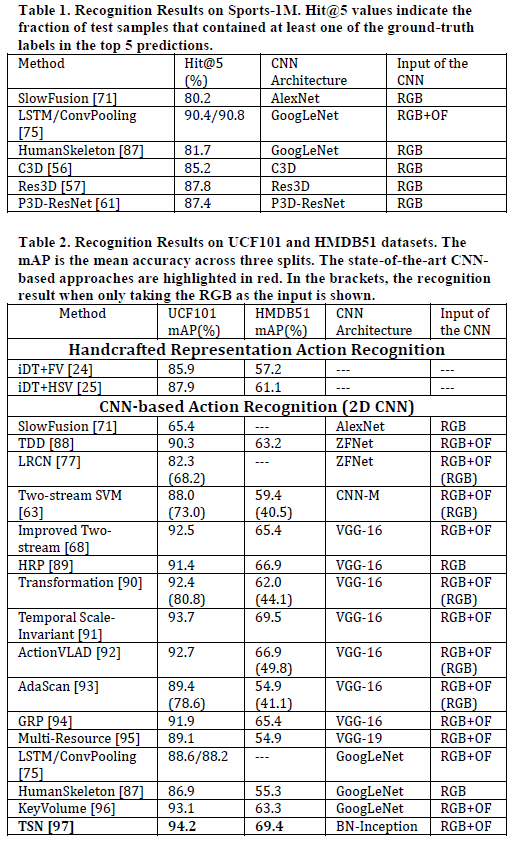 Table 1. Recognition Results on Sports-1M. Hit@5 values indicate the
fraction of test samples that contained at least one of the ground-truth
labels in the top 5 predictions.
Method Hit@5 CNN Input of the
(%) Architecture CNN
SlowFusion [71] 80.2 AlexNet RGB
LSTM/ConvPooling 90.4/90.8 GoogLeNet RGB+OF
[75]
HumanSkeleton [87] 81.7 GoogLeNet RGB
C3D [56] 85.2 C3D RGB
Res3D [57] 87.8 Res3D RGB
P3D-ResNet [61] 87.4 P3D-ResNet RGB
Table 2. Recognition Results on UCF101 and HMDB51 datasets. The
mAP is the mean accuracy across three splits. The state-of-the-art CNN-
based approaches are highlighted in red. In the brackets, the recognition
result when only taking the RGB as the input is shown.
Method UCF101 HMDB51 CNN Input of
mAP(%) mAP(%) Architecture the CNN
Handcrafted Representation Action Recognition
iDT+FV [24] 85.9 57.2 --- ---
iDT+HSV [25] 87.9 61.1 --- ---
CNN-based Action Recognition (2D CNN)
SlowFusion [71] 65.4 --- AlexNet RGB
TDD [88] 90.3 63.2 ZFNet RGB+OF
LRCN [77] 82.3 --- ZFNet RGB+OF
(68.2) (RGB)
Two-stream SVM 88.0 59.4 CNN-M RGB+OF
[63] (73.0) (40.5) (RGB)
Improved Two- 92.5 65.4 VGG-16 RGB+OF
stream [68]
HRP [89] 91.4 66.9 VGG-16 RGB
Transformation [90] 92.4 62.0 VGG-16 RGB+OF
(80.8) (44.1) (RGB)
Temporal Scale- 93.7 69.5 VGG-16 RGB+OF
Invariant [91]
ActionVLAD [92] 92.7 66.9 VGG-16 RGB+OF
(49.8) (RGB)
AdaScan [93] 89.4 54.9 VGG-16 RGB+OF
(78.6) (41.1) (RGB)
GRP [94] 91.9 65.4 VGG-16 RGB+OF
Multi-Resource [95] 89.1 54.9 VGG-19 RGB+OF
LSTM/ConvPooling 88.6/88.2 --- GoogLeNet RGB+OF
[75]
HumanSkeleton [87] 86.9 55.3 GoogLeNet RGB
KeyVolume [96] 93.1 63.3 GoogLeNet RGB+OF
TSN [97] 94.2 69.4 BN-Inception RGB+OF